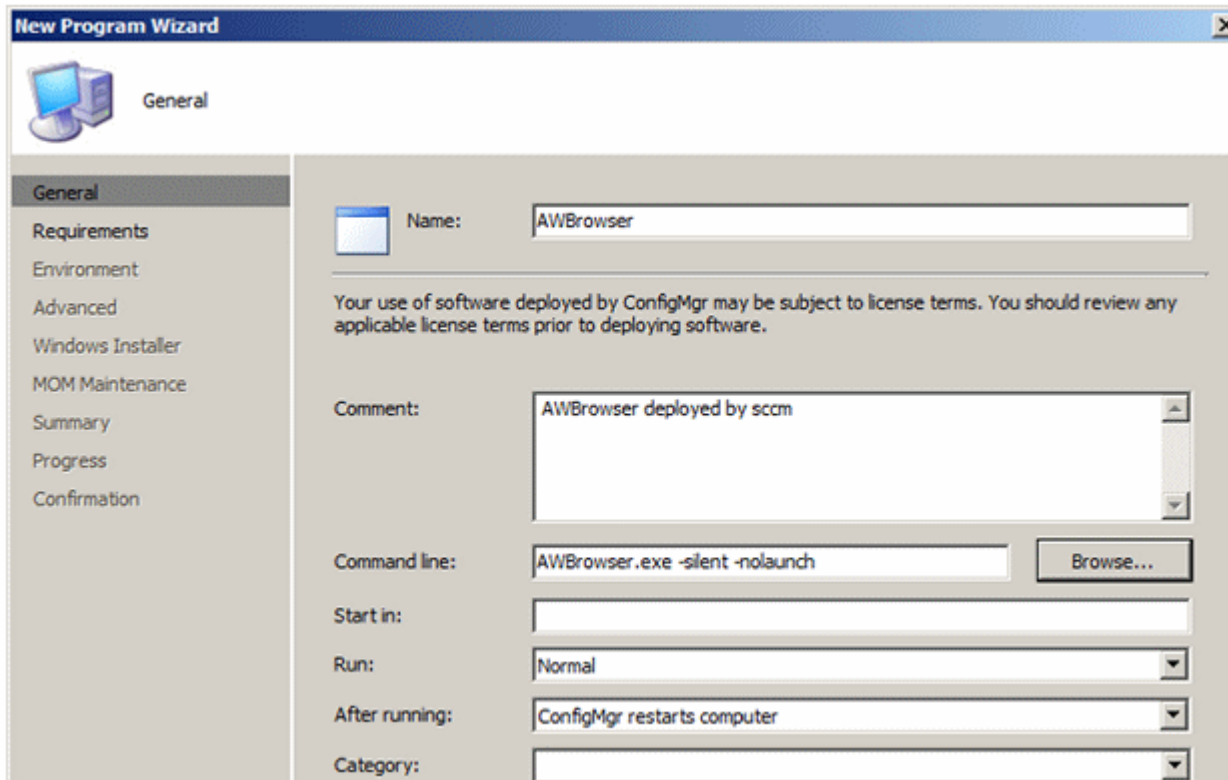 New Program Wizard
General
General
Requirements
Environment
Advanced
Windows Installer
MOM Maintenance
Summary
Progress
Confirmation
Name: AWBrowser
Your use of software deployed by ConfigMgr may be subject to license terms. You should review any
applicable license terms prior to deploying software.
Comment: AWBrowser deployed by sccm
Command line: AWBrowser.exe -silent -nolaunch Browse...
Start in:
Run: Normal
After running: ConfigMgr restarts computer
Category: